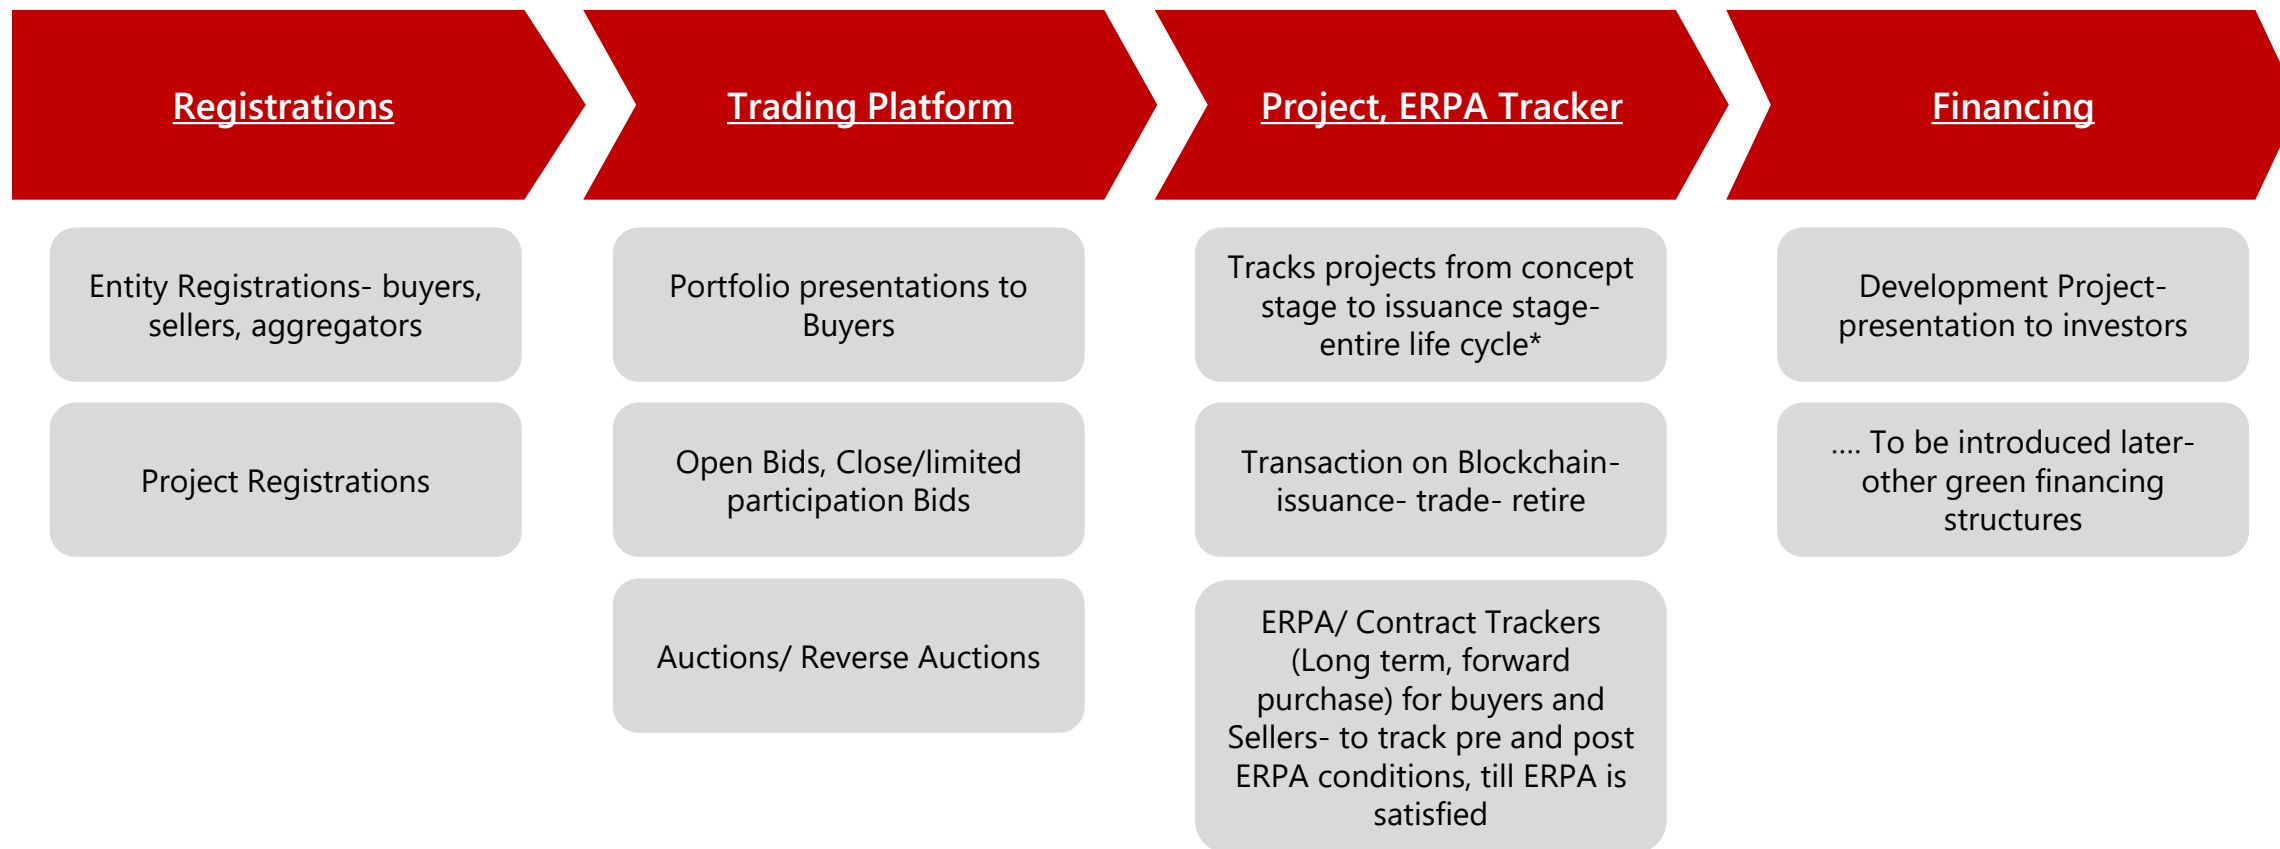 Registrations
Entity Registrations- buyers,
sellers, aggregators
Project Registrations
Trading Platform
Portfolio presentations to
Buyers
Open Bids, Close/limited
participation Bids
Auctions/ Reverse Auctions
Project, ERPA Tracker
Tracks projects from concept
stage to issuance stage-
entire life cycle*
Transaction on Blockchain-
issuance- trade- retire
ERPA/ Contract Trackers
(Long term, forward
purchase) for buyers and
Sellers- to track pre and post
ERPA conditions, till ERPA is
satisfied
Financing
Development Project-
presentation to investors
.... To be introduced later-
other green financing
structures